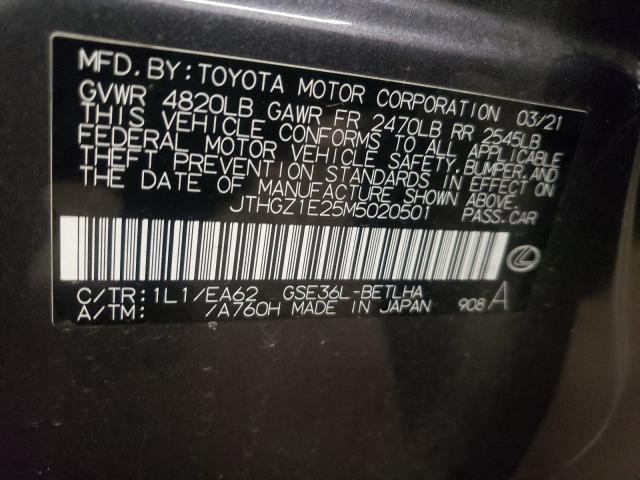 MFD. BY: TOYOTA MOTOR CORPORATION 03/21
GVWR 4820LB GAWR FR 2470LB RR 2545LB
THIS VEHICLE CONFORMS TO ALL APPLICABLE
FEDERAL MOTOR VEHICLE SAFETY, BUMPER, AND
THEFT PREVENTION STANDARDS IN EFFECT ON
THE DATE OF MANUFACTURE SHOWN ABOVE.
JTHGZ1E25M5020501 PASS.CAR
C/TR: 1L1/EA62 GSE36L-BETLHA
A/TM: /A760H MADE IN JAPAN 908 A